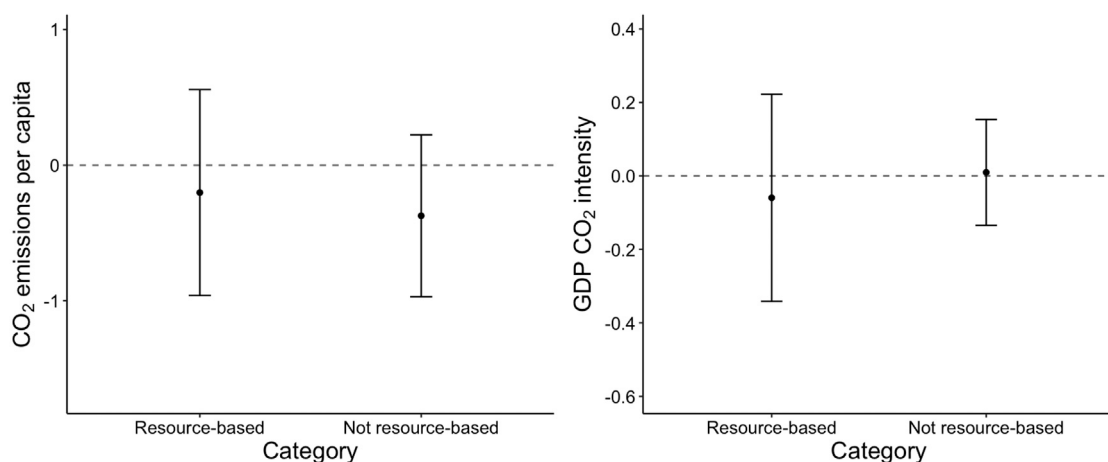 CO₂ emissions per capita
1
0
-1
Resource-based
Not resource-based
Category
GDP CO₂ intensity
0.4
0.2
0.0
-0.2
-0.4
-0.6
Resource-based
Not resource-based
Category